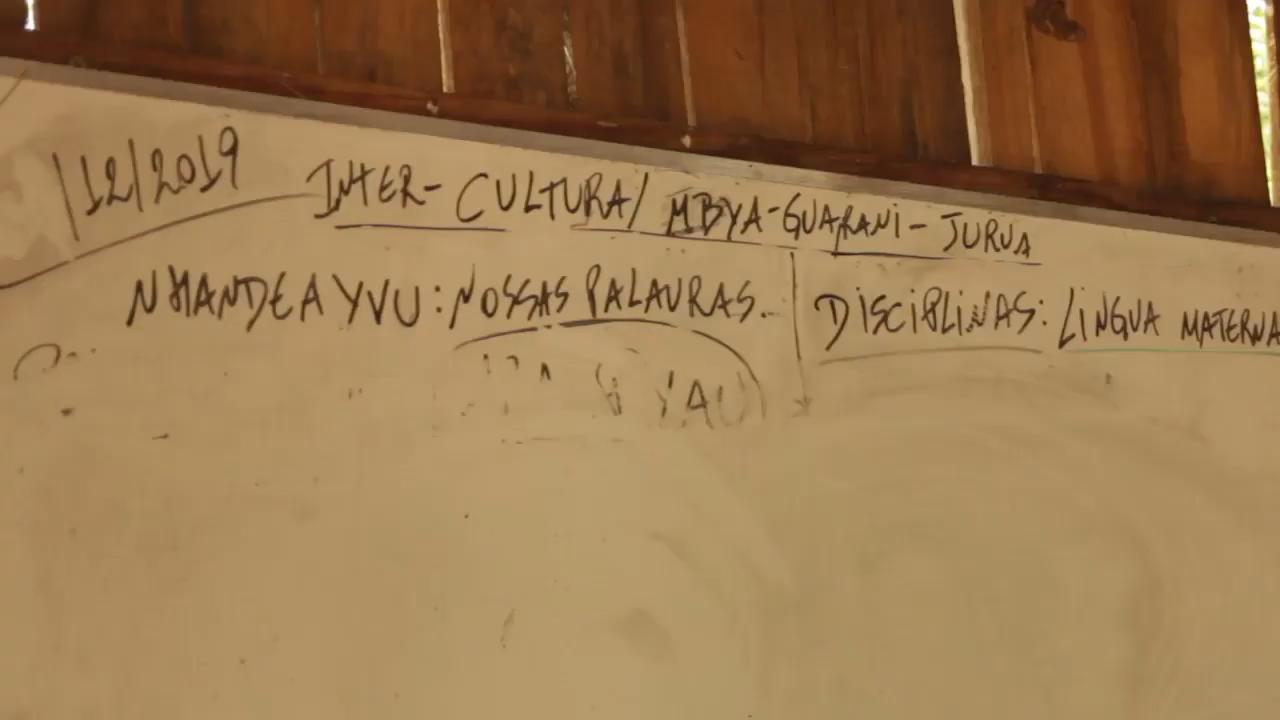 /12/2019 INTER-CULTURA/ MBYA-GUARANI-JURUA
NHANDEAYVU: NOSSAS PALAVRAS. DISCIPLINAS: LINGUA MATERNA